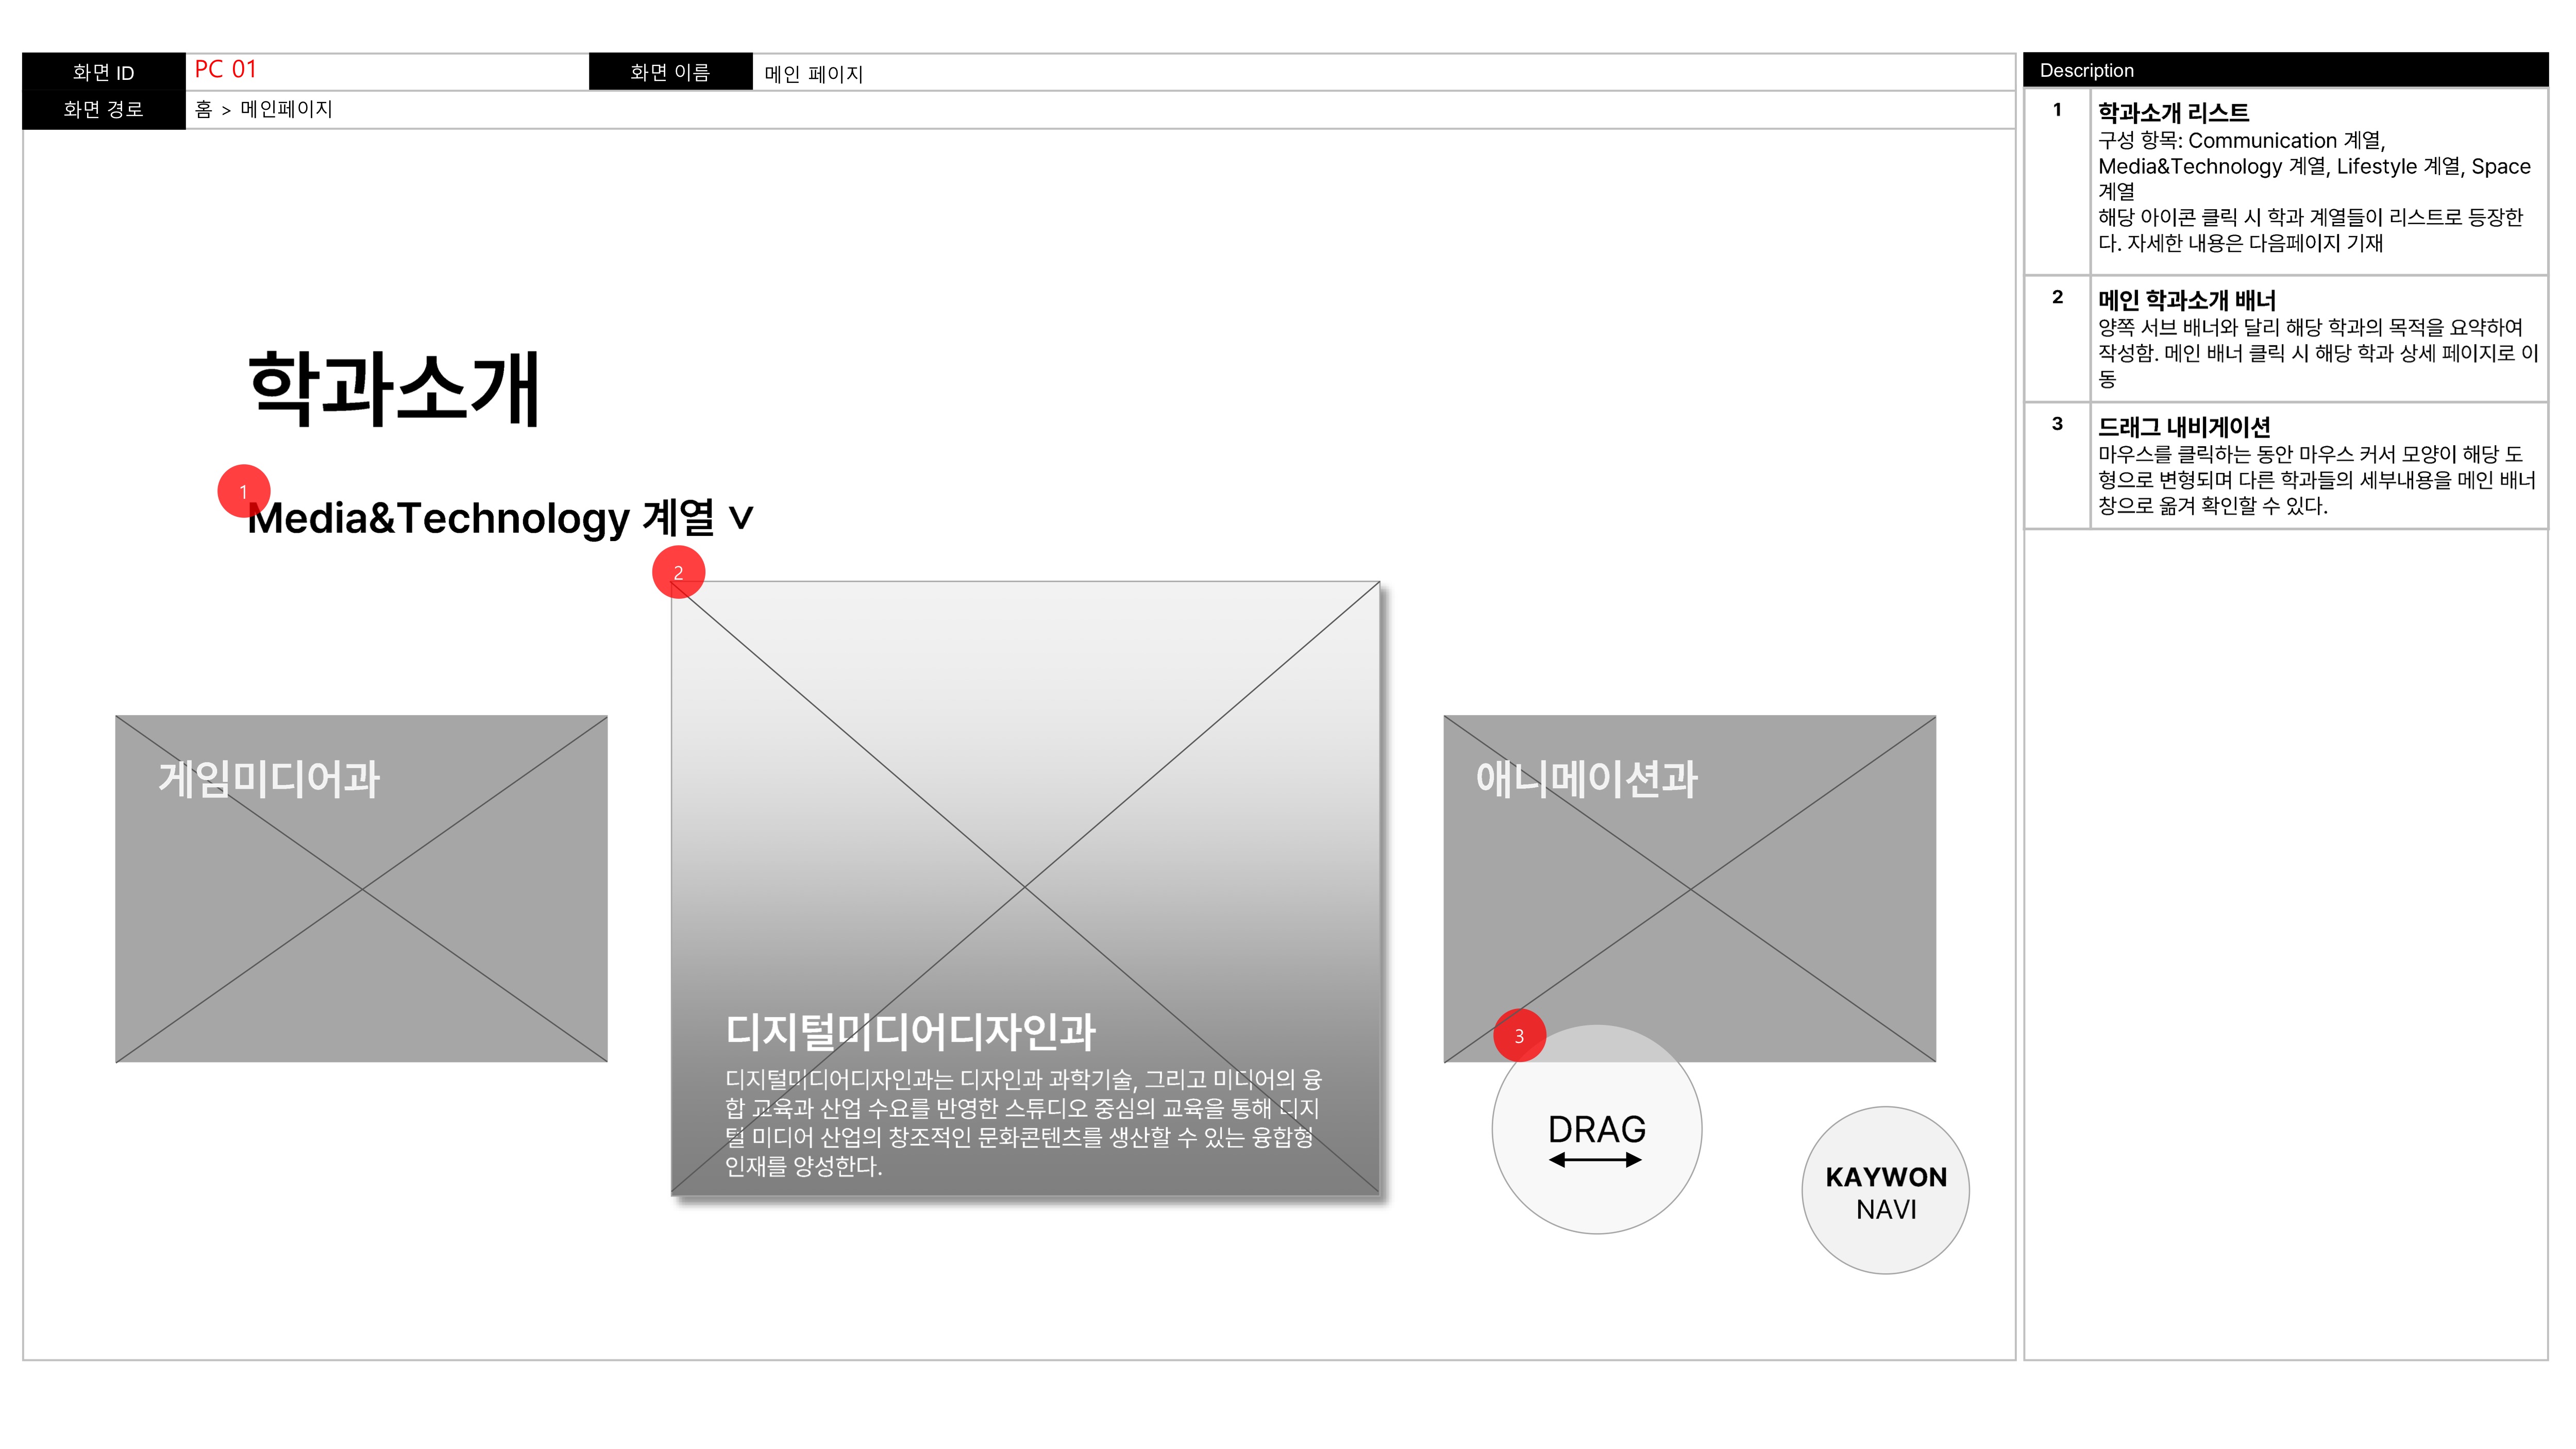 화면 ID
PC 01
화면 이름
메인 페이지
화면 경로
홈 > 메인페이지
학과소개
1
Media&Technology 계열 ∨
2
게임미디어과
디지털미디어디자인과
디지털미디어디자인과는 디자인과 과학기술, 그리고 미디어의 융
합 교육과 산업 수요를 반영한 스튜디오 중심의 교육을 통해 디지
털 미디어 산업의 창조적인 문화콘텐츠를 생산할 수 있는 융합형
인재를 양성한다.
애니메이션과
3
DRAG
KAYWON
NAVI
Description
1
학과소개 리스트
구성 항목: Communication 계열,
Media&Technology 계열, Lifestyle 계열, Space
계열
해당 아이콘 클릭 시 학과 계열들이 리스트로 등장한
다. 자세한 내용은 다음페이지 기재
2
메인 학과소개 배너
양쪽 서브 배너와 달리 해당 학과의 목적을 요약하여
작성함. 메인 배너 클릭 시 해당 학과 상세 페이지로 이
동
3
드래그 내비게이션
마우스를 클릭하는 동안 마우스 커서 모양이 해당 도
형으로 변형되며 다른 학과들의 세부내용을 메인 배너
창으로 옮겨 확인할 수 있다.